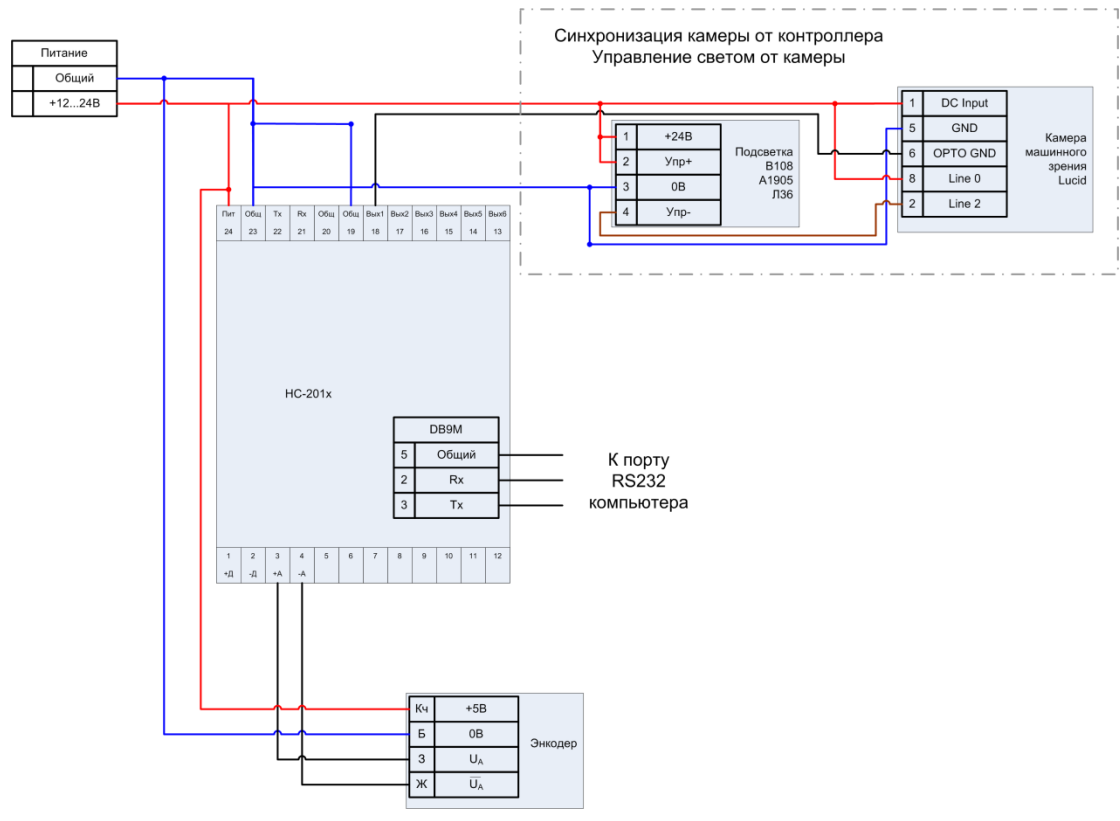 Синхронизация камеры от контроллера
Управление светом от камеры
Питание
Общий
+12...24В
1 +24В
2 Упр+
3 0В
4 Упр-
Подсветка
В108
А1905
Л36
1 DC Input
5 GND
6 OPTO GND
8 Line 0
2 Line 2
Камера
машинного
зрения
Lucid
Пит Общ Tx Rx Общ Общ Вых1 Вых2 Вых3 Вых4 Вых5 Вых6
24 23 22 21 20 19 18 17 16 15 14 13
НС-201х
DB9M
5 Общий
2 Rx
3 Tx
К порту
RS232
компьютера
1 2 3 4 5 6 7 8 9 10 11 12
+Д -Д +А -А
Кч +5В
Б 0В
З UA
Ж U̅A
Энкодер